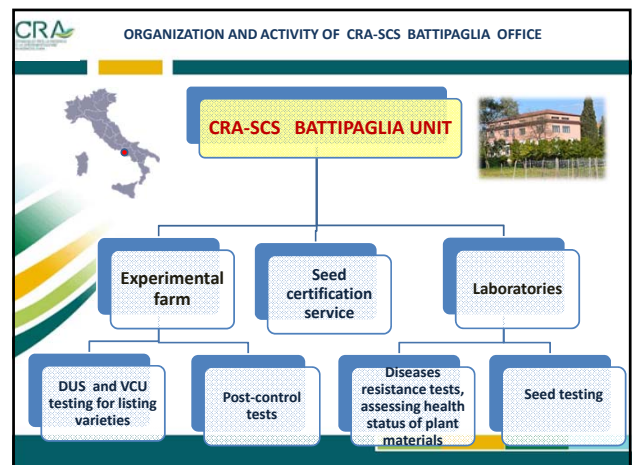 CRA
ORGANIZATION AND ACTIVITY OF CRA-SCS BATTIPAGLIA OFFICE
CRA-SCS BATTIPAGLIA UNIT
Experimental
farm
Seed
certification
service
Laboratories
DUS and VCU
testing for listing
varieties
Post-control
tests
Diseases
resistance tests,
assessing health
status of plant
materials
Seed testing